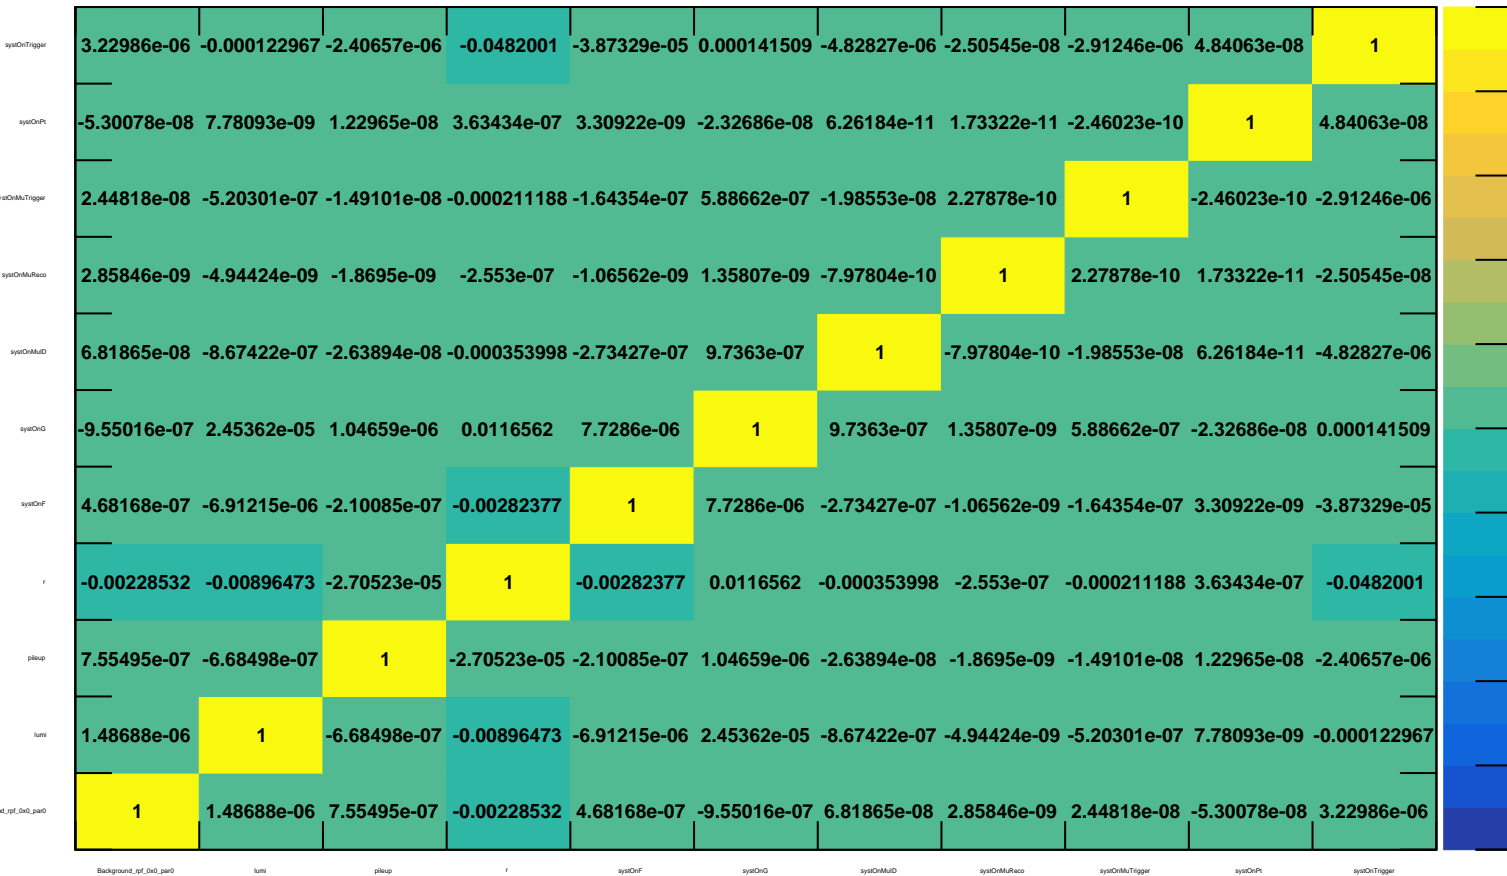 systOnTrigger 3.22986e-06 -0.000122967 -2.40657e-06 -0.0482001 -3.87329e-05 0.000141509 -4.82827e-06 -2.50545e-08 -2.91246e-06 4.84063e-08 1
systOnPt -5.30078e-08 7.78093e-09 1.22965e-08 3.63434e-07 3.30922e-09 -2.32686e-08 6.26184e-11 1.73322e-11 -2.46023e-10 1 4.84063e-08
stOnMuTrigger 2.44818e-08 -5.20301e-07 -1.49101e-08 -0.000211188 -1.64354e-07 5.88662e-07 -1.98553e-08 2.27878e-10 1 -2.46023e-10 -2.91246e-06
systOnMuReco 2.85846e-09 -4.94424e-09 -1.8695e-09 -2.553e-07 -1.06562e-09 1.35807e-09 -7.97804e-10 1 2.27878e-10 1.73322e-11 -2.50545e-08
systOnMuID 6.81865e-08 -8.67422e-07 -2.63894e-08 -0.000353998 -2.73427e-07 9.7363e-07 1 -7.97804e-10 -1.98553e-08 6.26184e-11 -4.82827e-06
systOnG -9.55016e-07 2.45362e-05 1.04659e-06 0.0116562 7.7286e-06 1 9.7363e-07 1.35807e-09 5.88662e-07 -2.32686e-08 0.000141509
systOnF 4.68168e-07 -6.91215e-06 -2.10085e-07 -0.00282377 1 7.7286e-06 -2.73427e-07 -1.06562e-09 -1.64354e-07 3.30922e-09 -3.87329e-05
r -0.00228532 -0.00896473 -2.70523e-05 1 -0.00282377 0.0116562 -0.000353998 -2.553e-07 -0.000211188 3.63434e-07 -0.0482001
pileup 7.55495e-07 -6.68498e-07 1 -2.70523e-05 -2.10085e-07 1.04659e-06 -2.63894e-08 -1.8695e-09 -1.49101e-08 1.22965e-08 -2.40657e-06
lumi 1.48688e-06 1 -6.68498e-07 -0.00896473 -6.91215e-06 2.45362e-05 -8.67422e-07 -4.94424e-09 -5.20301e-07 7.78093e-09 -0.000122967
d_rpf_0x0_par0 1 1.48688e-06 7.55495e-07 -0.00228532 4.68168e-07 -9.55016e-07 6.81865e-08 2.85846e-09 2.44818e-08 -5.30078e-08 3.22986e-06
Background_rpf_0x0_par0 lumi pileup r systOnF systOnG systOnMuID systOnMuReco systOnMuTrigger systOnPt systOnTrigger